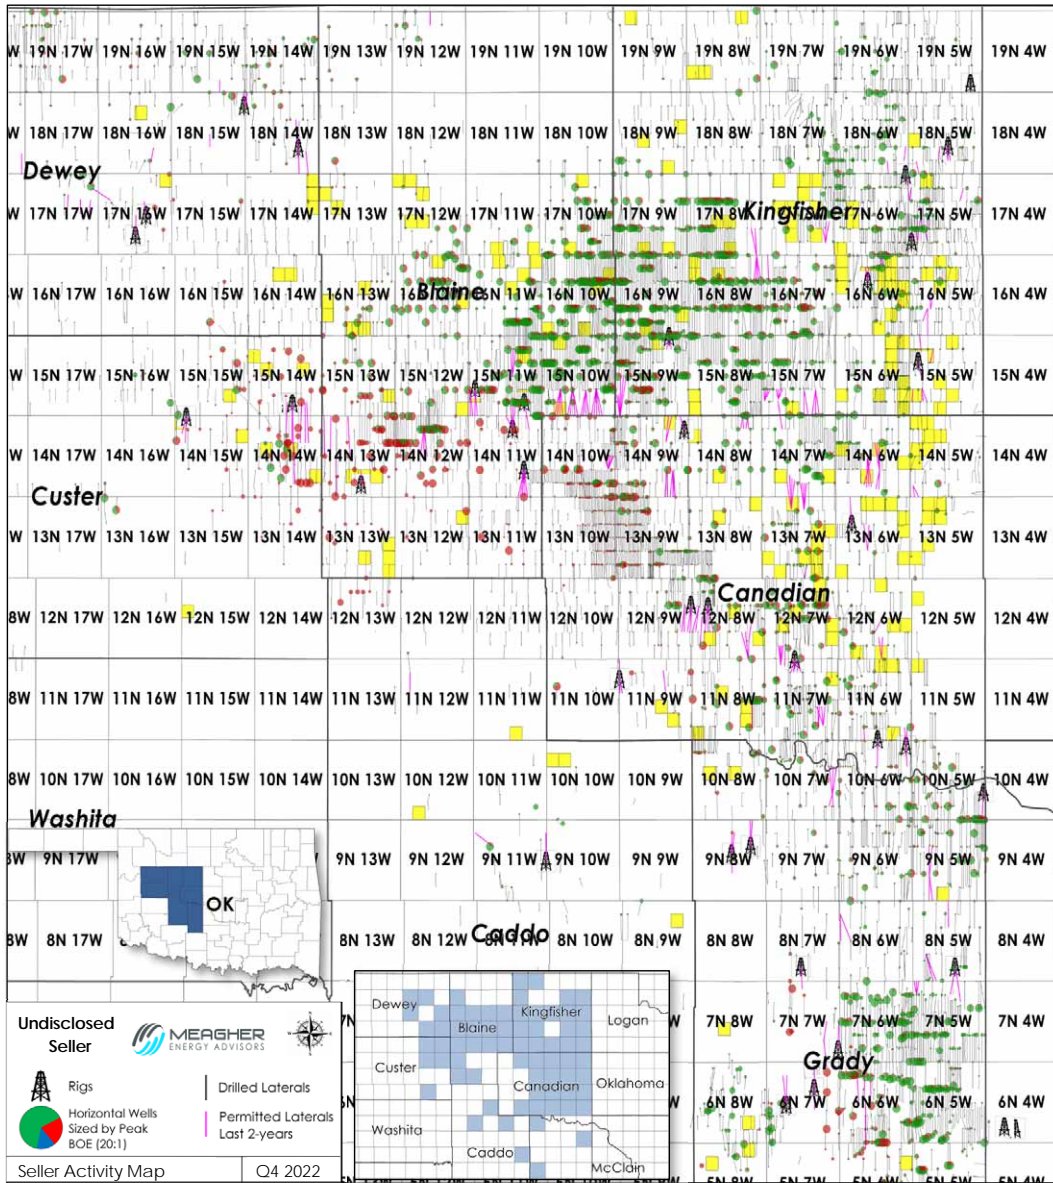 W 19N 17W 19N 16W 19N 15W 19N 14W 19N 13W 19N 12W 19N 11W 19N 10W 19N 9W 19N 8W 19N 7W 19N 6W 19N 5W 19N 4W
W 18N 17W 18N 16W 18N 15W 18N 14W 18N 13W 18N 12W 18N 11W 18N 10W 18N 9W 18N 8W 18N 7W 18N 6W 18N 5W 18N 4W
Dewey
W 17N 17W 17N 16W 17N 15W 17N 14W 17N 13W 17N 12W 17N 11W 17N 10W 17N 9W 17N 8W Kingfisher 17N 6W 17N 5W 17N 4W
W 16N 17W 16N 16W 16N 15W 16N 14W 16N 13W Blaine 16N 11W 16N 10W 16N 9W 16N 8W 16N 7W 16N 6W 16N 5W 16N 4W
W 15N 17W 15N 16W 15N 15W 15N 14W 15N 13W 15N 12W 15N 11W 15N 10W 15N 9W 15N 8W 15N 7W 15N 6W 15N 5W 15N 4W
W 14N 17W 14N 16W 14N 15W 14N 14W 14N 13W 14N 12W 14N 11W 14N 10W 14N 9W 14N 8W 14N 7W 14N 6W 14N 5W 14N 4W
Custer
W 13N 17W 13N 16W 13N 15W 13N 14W 13N 13W 13N 12W 13N 11W 13N 10W 13N 9W 13N 8W 13N 7W 13N 6W 13N 5W 13N 4W
Canadian
8W 12N 17W 12N 16W 12N 15W 12N 14W 12N 13W 12N 12W 12N 11W 12N 10W 12N 9W 12N 8W 12N 7W 12N 6W 12N 5W 12N 4W
8W 11N 17W 11N 16W 11N 15W 11N 14W 11N 13W 11N 12W 11N 11W 11N 10W 11N 9W 11N 8W 11N 7W 11N 6W 11N 5W 11N 4W
8W 10N 17W 10N 16W 10N 15W 10N 14W 10N 13W 10N 12W 10N 11W 10N 10W 10N 9W 10N 8W 10N 7W 10N 6W 10N 5W 10N 4W
Washita
8W 9N 17W 9N 13W 9N 12W 9N 11W 9N 10W 9N 9W 9N 8W 9N 7W 9N 6W 9N 5W 9N 4W
OK
8W 8N 17W 8N 13W 8N 12W 8N 11W 8N 10W 8N 9W 8N 8W 8N 7W 8N 6W 8N 5W 8N 4W
Caddo
7N 8W 7N 7W 7N 6W 7N 5W 7N 4W
Grady
6N 8W 6N 7W 6N 6W 6N 5W 6N 4W
Dewey
Kingfisher
Blaine
Logan
Custer
Canadian
Oklahoma
Washita
Caddo
McClain
Undisclosed
Seller
MEAGHER
ENERGY ADVISORS
Rigs
Drilled Laterals
Horizontal Wells
Sized by Peak
BOE (20:1)
Permitted Laterals
Last 2-years
Seller Activity Map
Q4 2022